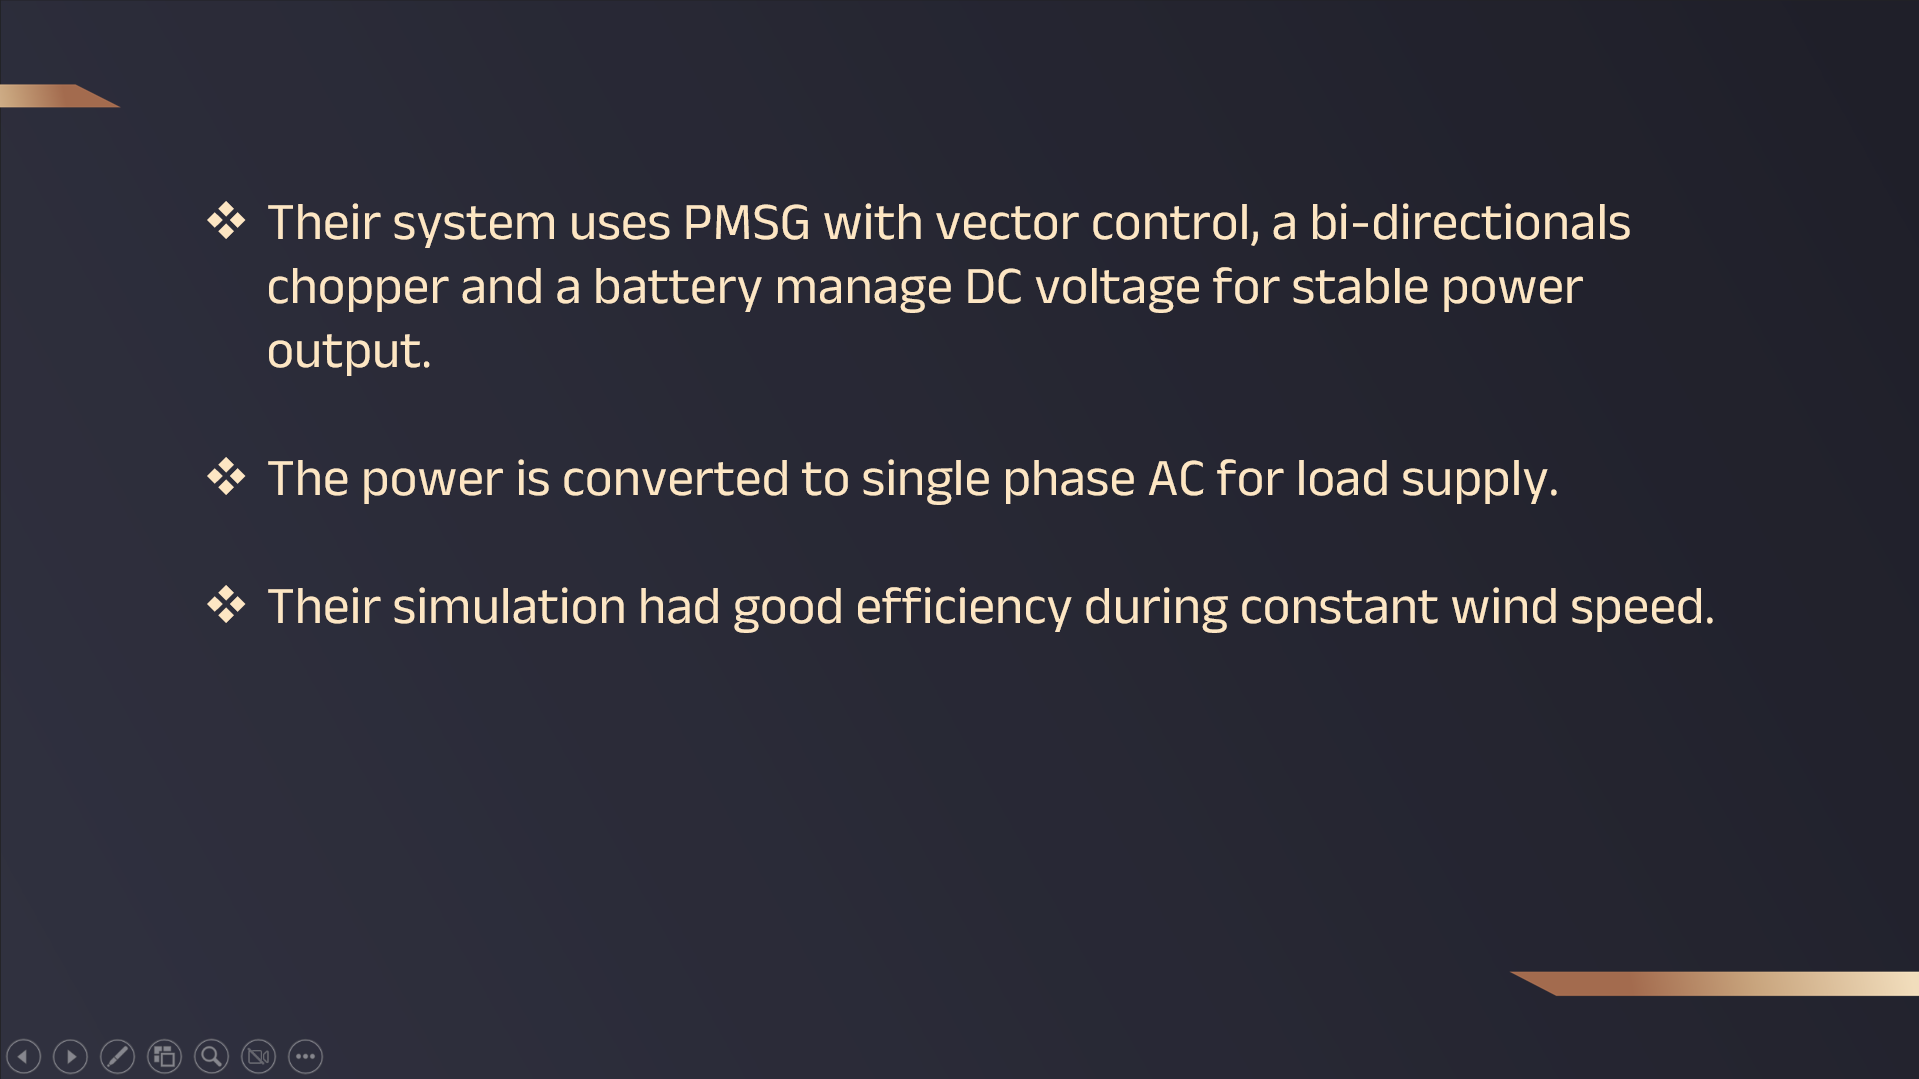 ❖ Their system uses PMSG with vector control, a bi-directionals
chopper and a battery manage DC voltage for stable power
output.
❖ The power is converted to single phase AC for load supply.
❖ Their simulation had good efficiency during constant wind speed.